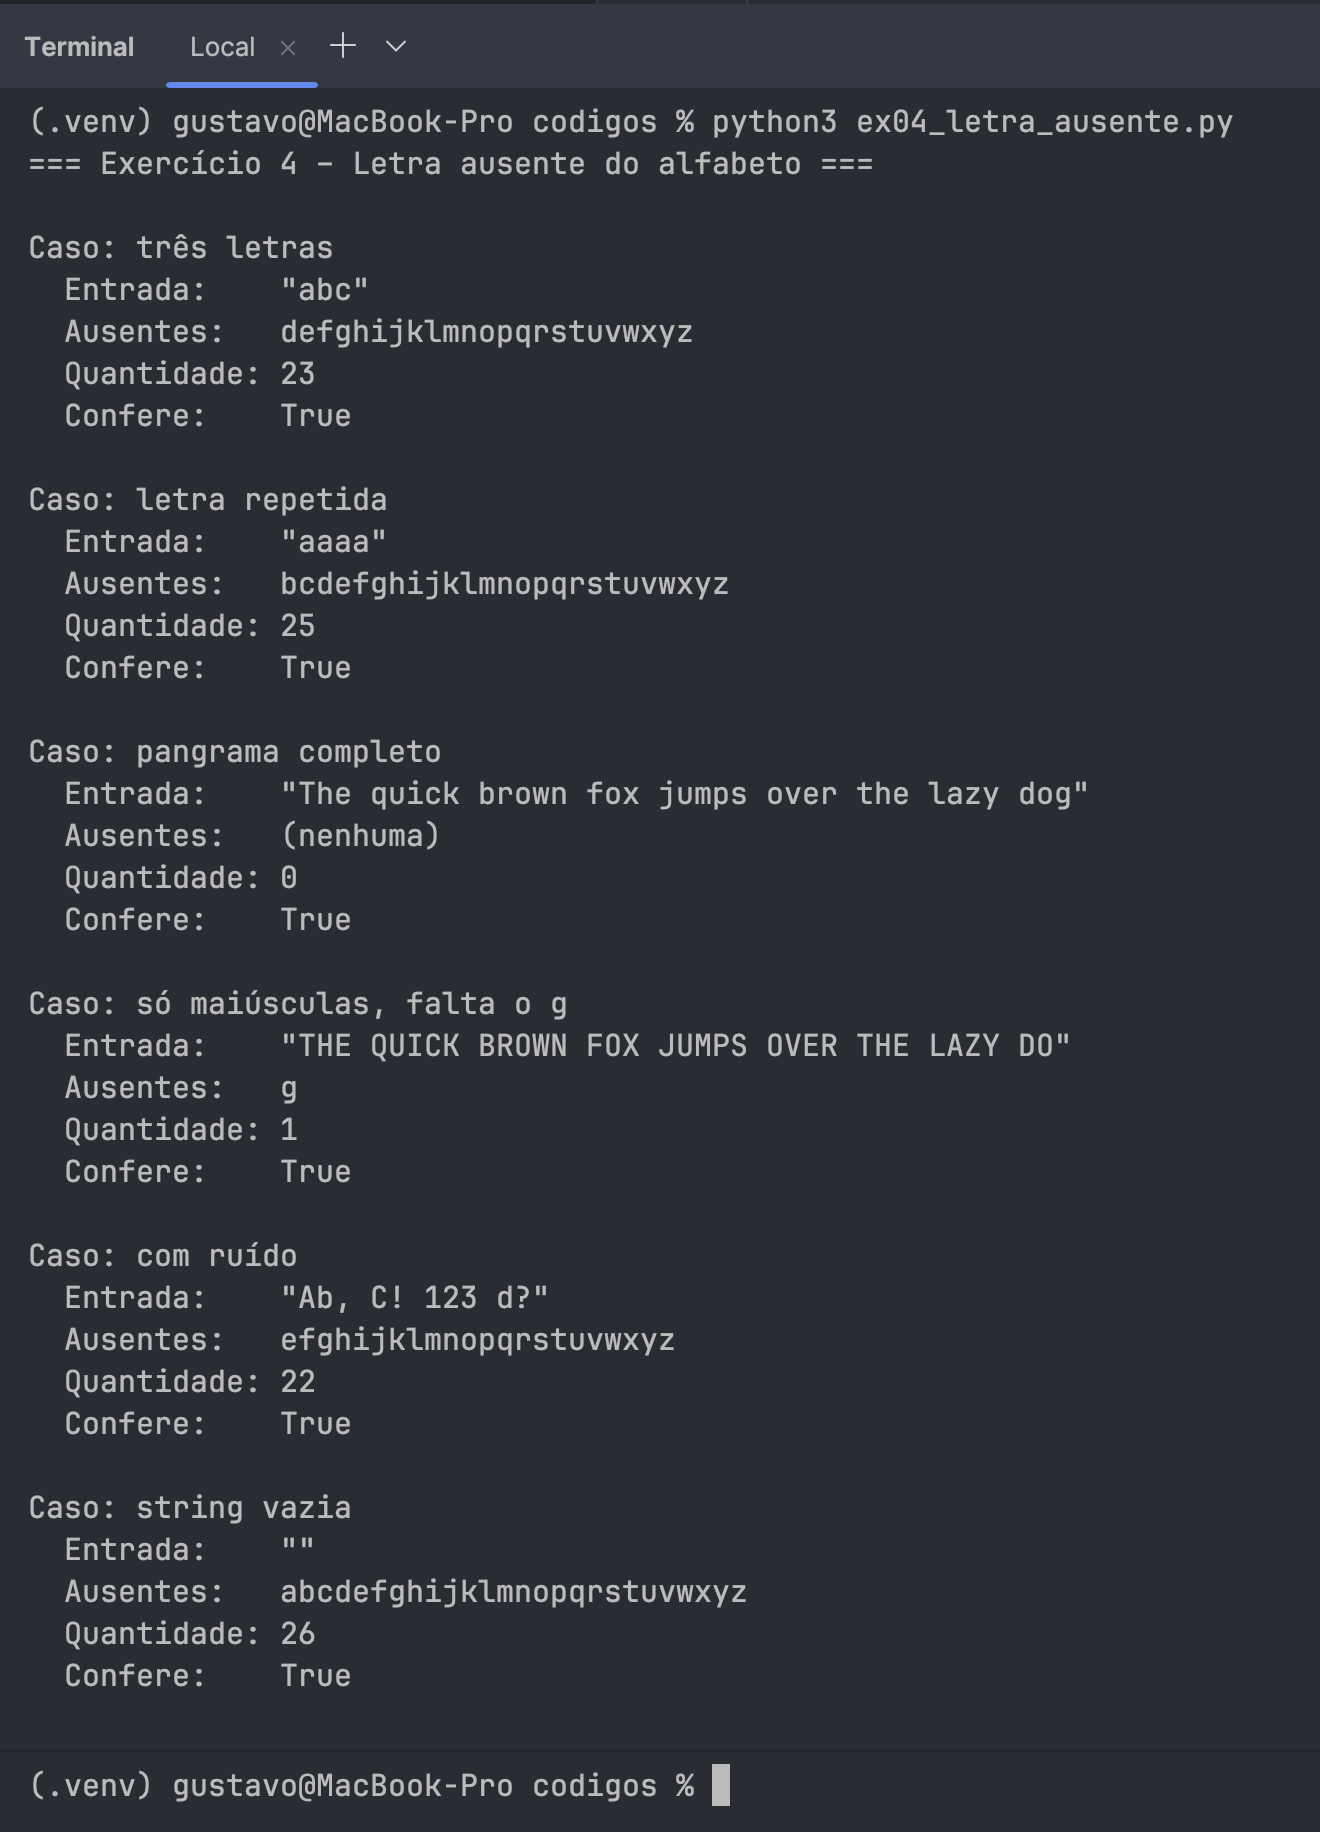 Terminal Local
(.venv) gustavo@MacBook-Pro codigos % python3 ex04_letra_ausente.py
=== Exercício 4 - Letra ausente do alfabeto ===
Caso: três letras
Entrada: "abc"
Ausentes: defghijklmnopqrstuvwxyz
Quantidade: 23
Confere: True
Caso: letra repetida
Entrada: "aaaa"
Ausentes: bcdefghijklmnopqrstuvwxyz
Quantidade: 25
Confere: True
Caso: pangrama completo
Entrada: "The quick brown fox jumps over the lazy dog"
Ausentes: (nenhuma)
Quantidade: 0
Confere: True
Caso: só maiúsculas, falta o g
Entrada: "THE QUICK BROWN FOX JUMPS OVER THE LAZY DO"
Ausentes: g
Quantidade: 1
Confere: True
Caso: com ruído
Entrada: "Ab, C! 123 d?"
Ausentes: efghijklmnopqrstuvwxyz
Quantidade: 22
Confere: True
Caso: string vazia
Entrada: ""
Ausentes: abcdefghijklmnopqrstuvwxyz
Quantidade: 26
Confere: True
(.venv) gustavo@MacBook-Pro codigos %